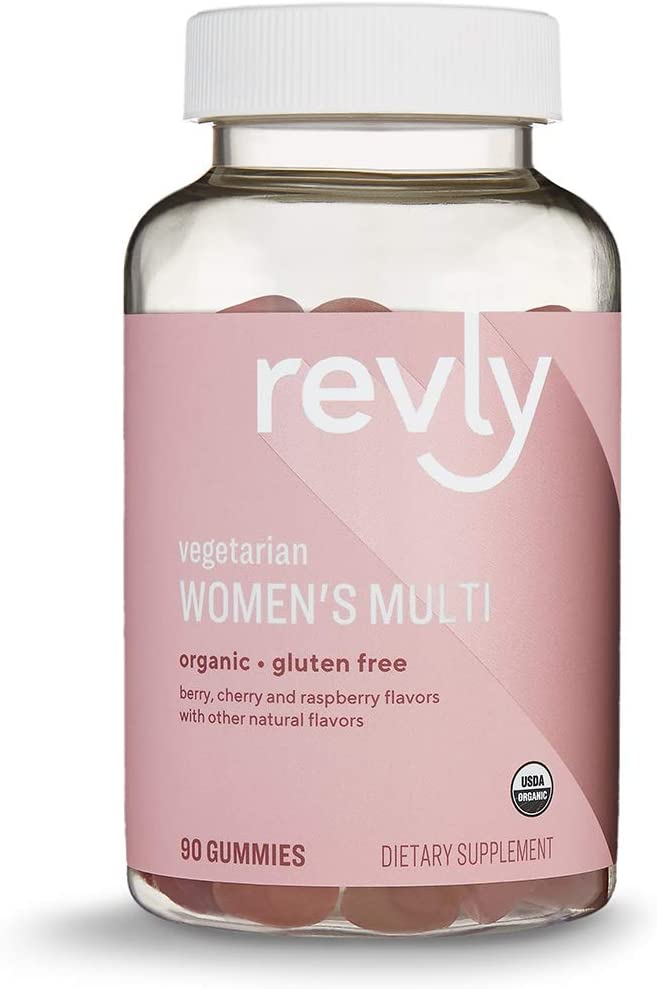 revly
vegetarian
WOMEN'S MULTI
organic • gluten free
berry, cherry and raspberry flavors
with other natural flavors
USDA
ORGANIC
90 GUMMIES
DIETARY SUPPLEMENT